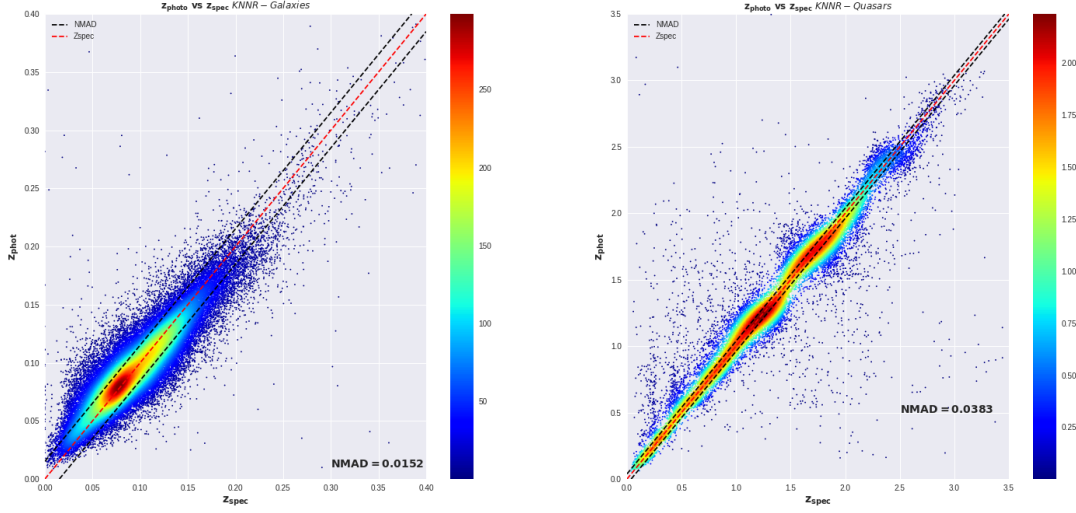 z_photo vs z_spec KNNR − Galaxies
NMAD
Zspec
0.40
0.35
0.30
0.25
0.20
0.15
0.10
0.05
0.00
z_phot
0.00 0.05 0.10 0.15 0.20 0.25 0.30 0.35 0.40
z_spec
NMAD = 0.0152
250
200
150
100
50
z_photo vs z_spec KNNR − Quasars
NMAD
Zspec
3.5
3.0
2.5
2.0
1.5
1.0
0.5
0.0
z_phot
0.0 0.5 1.0 1.5 2.0 2.5 3.0 3.5
z_spec
NMAD = 0.0383
2.00
1.75
1.50
1.25
1.00
0.75
0.50
0.25